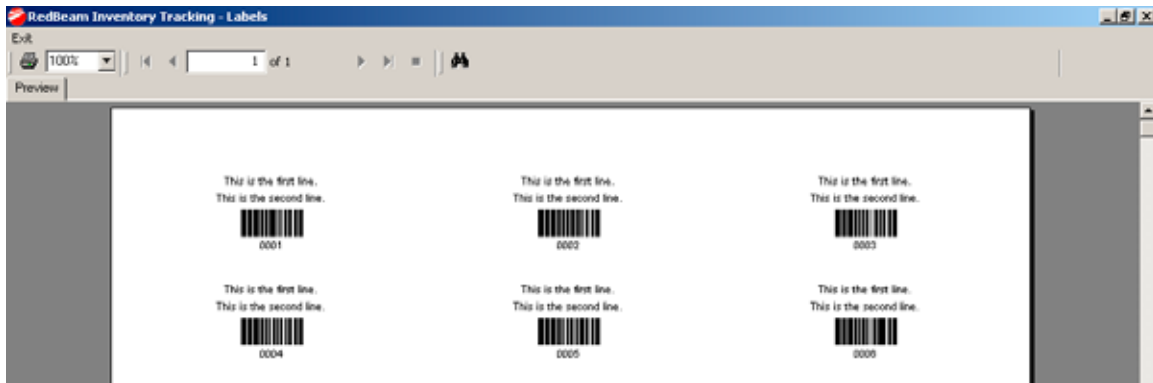 RedBeam Inventory Tracking - Labels
Exit
100% 1 of 1
Preview
This is the first line. This is the first line. This is the first line.
This is the second line. This is the second line. This is the second line.
0001 0002 0003
This is the first line. This is the first line. This is the first line.
This is the second line. This is the second line. This is the second line.
0004 0005 0006